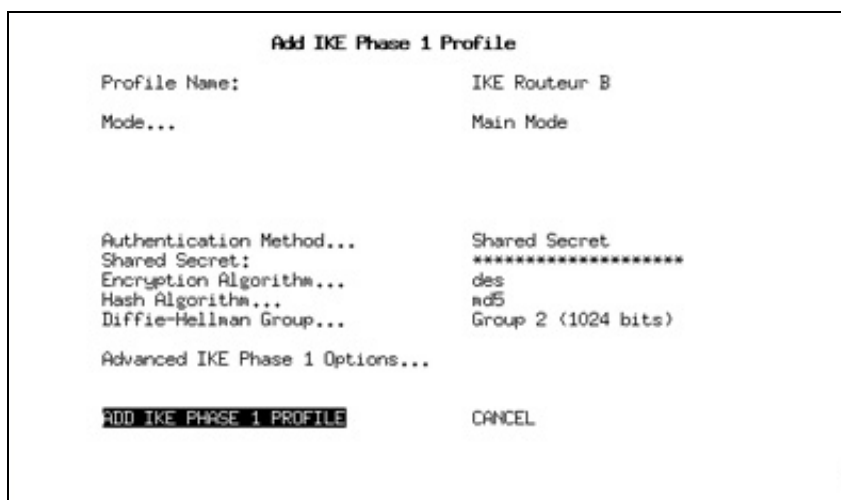 Add IKE Phase 1 Profile
Profile Name: IKE Routeur B
Mode... Main Mode
Authentication Method... Shared Secret
Shared Secret: ********************
Encryption Algorithm... des
Hash Algorithm... md5
Diffie-Hellman Group... Group 2 (1024 bits)
Advanced IKE Phase 1 Options...
ADD IKE PHASE 1 PROFILE CANCEL